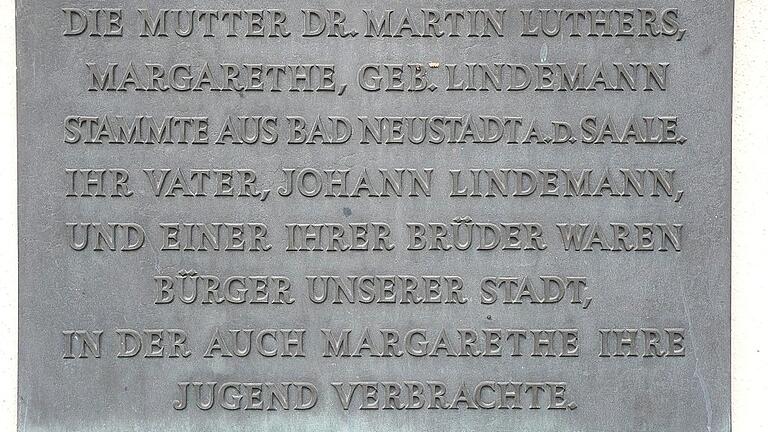 DIE MUTTER DR. MARTIN LUTHERS,
MARGARETHE, GEB. LINDEMANN
STAMMTE AUS BAD NEUSTADT A.D. SAALE.
IHR VATER, JOHANN LINDEMANN,
UND EINER IHRER BRÜDER WAREN
BÜRGER UNSERER STADT,
IN DER AUCH MARGARETHE IHRE
JUGEND VERBRACHTE.